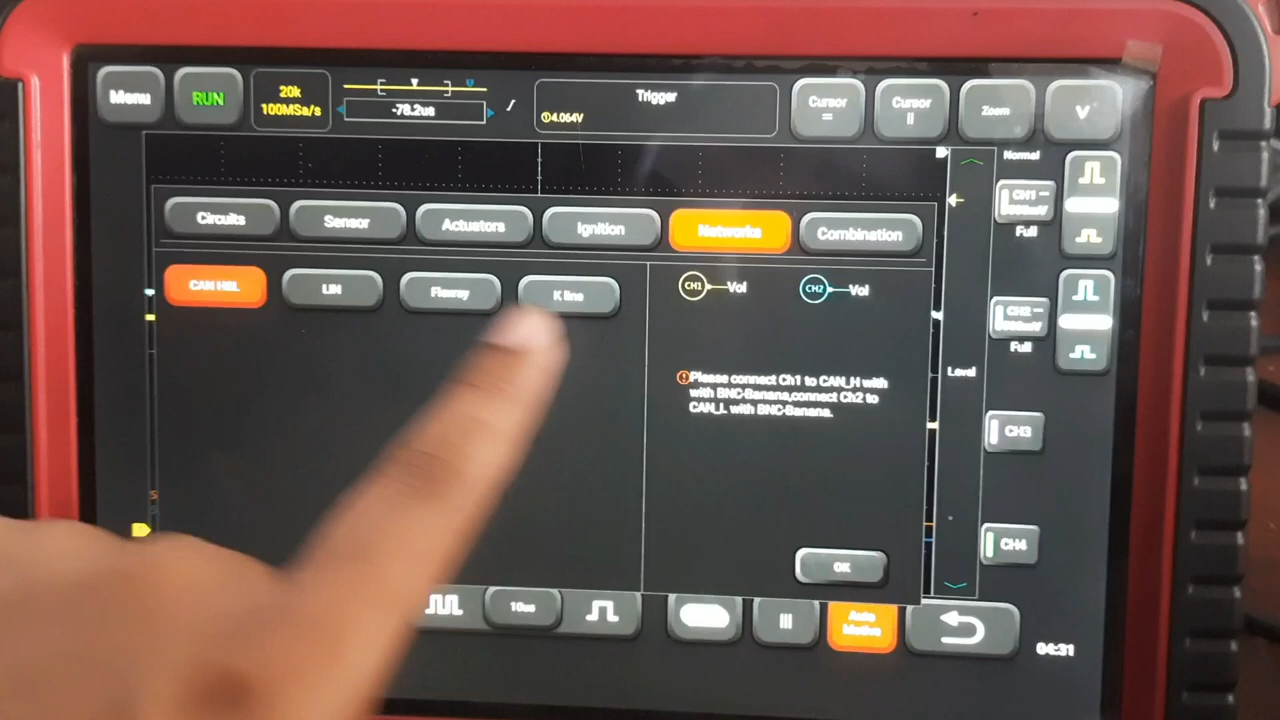 Menu
RUN
20k
100MSa/s
-78.2us
Trigger
①4.064V
Cursor
=
Cursor
||
Zoom
Normal
CH1
Full
Circuits
Sensor
Actuators
Ignition
Networks
Combination
CAN H&L
LIN
Flexray
K line
CH1
Vol
CH2
Vol
CH2
Full
Please connect Ch1 to CAN_H with
with BNC-Banana,connect Ch2 to
CAN_L with BNC-Banana.
Level
CH3
CH4
OK
10us
Auto
Motive
04:31